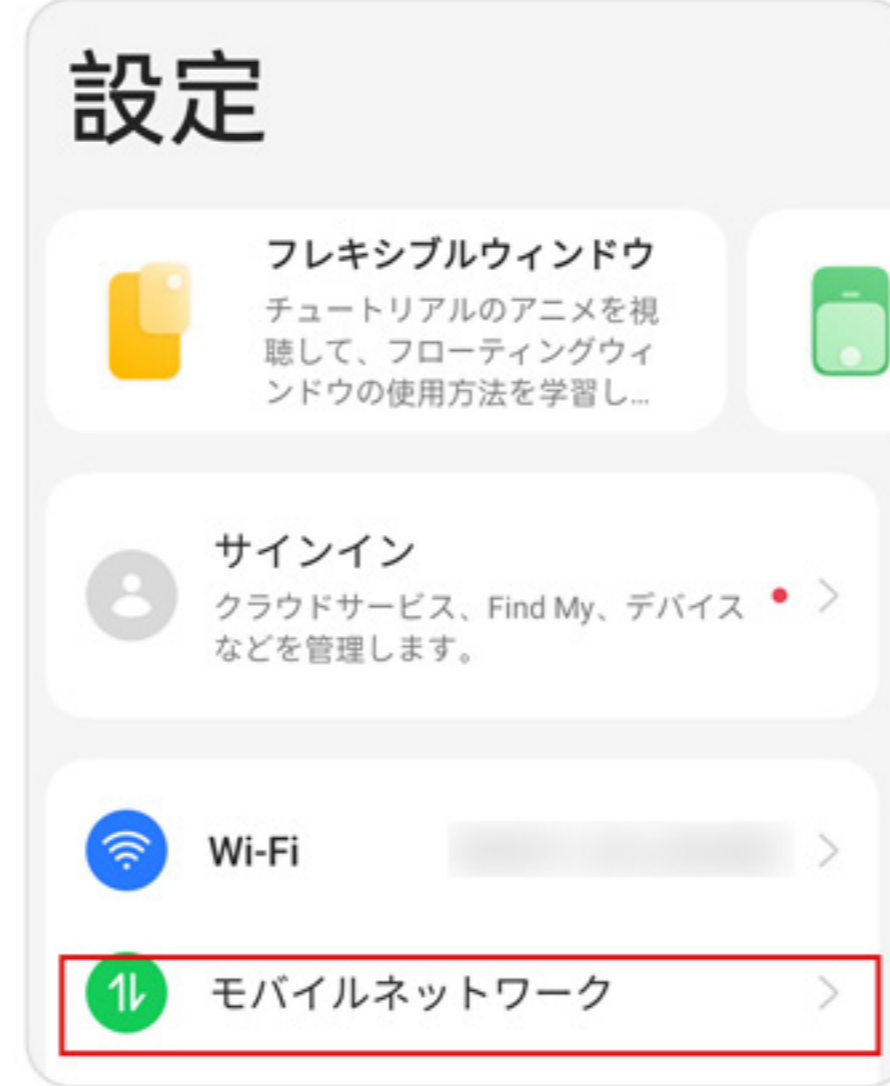 設定
フレキシブルウィンドウ
チュートリアルのアニメを視
聴して、フローティングウィ
ンドウの使用方法を学習し...
サインイン
クラウドサービス、Find My、デバイス
などを管理します。
Wi-Fi
モバイルネットワーク